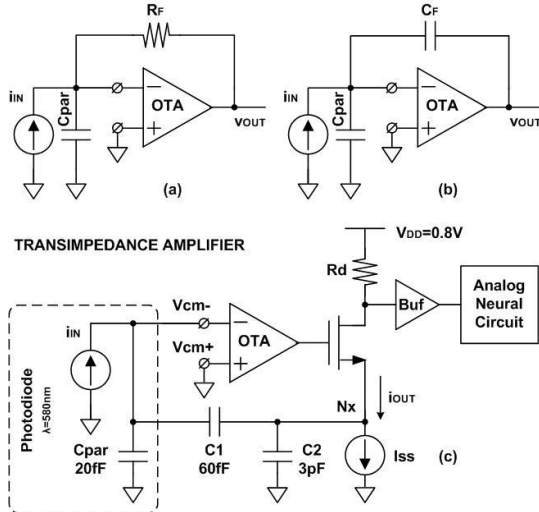 RF
CF
iIN
Cpar
OTA
vOUT
(a)
iIN
Cpar
OTA
vOUT
(b)
TRANSIMPEDANCE AMPLIFIER
VDD=0.8V
Rd
Buf
Analog
Neural
Circuit
Photodiode
λ=580nm
iIN
Vcm-
Vcm+
OTA
iOUT
Nx
Cpar
20fF
C1
60fF
C2
3pF
Iss
(c)